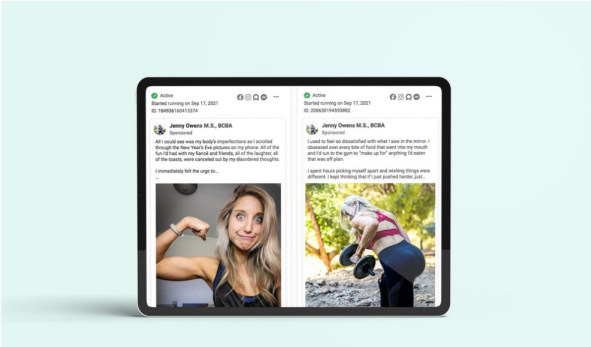 Active
Started running on Sep 17, 2021
ID: 184936160415374
Jenny Owens M.S., BCBA
Sponsored
All I could see was my body's imperfections as I scrolled
through the New Year's Eve pictures on my phone. All of the
fun I'd had with my fiancé and friends, all of the laughter, all
of the toasts, were canceled out by my disordered thoughts.
I immediately felt the urge to...
...
Active
Started running on Sep 17, 2021
ID: 208620194593892
Jenny Owens M.S., BCBA
Sponsored
I used to feel so dissatisfied with what I saw in the mirror. I
obsessed over every bite of food that went into my mouth
and I'd run to the gym to "make up for" anything I'd eaten
that was off plan.
I spent hours picking myself apart and wishing things were
different. I kept thinking that if I just pushed harder, just...